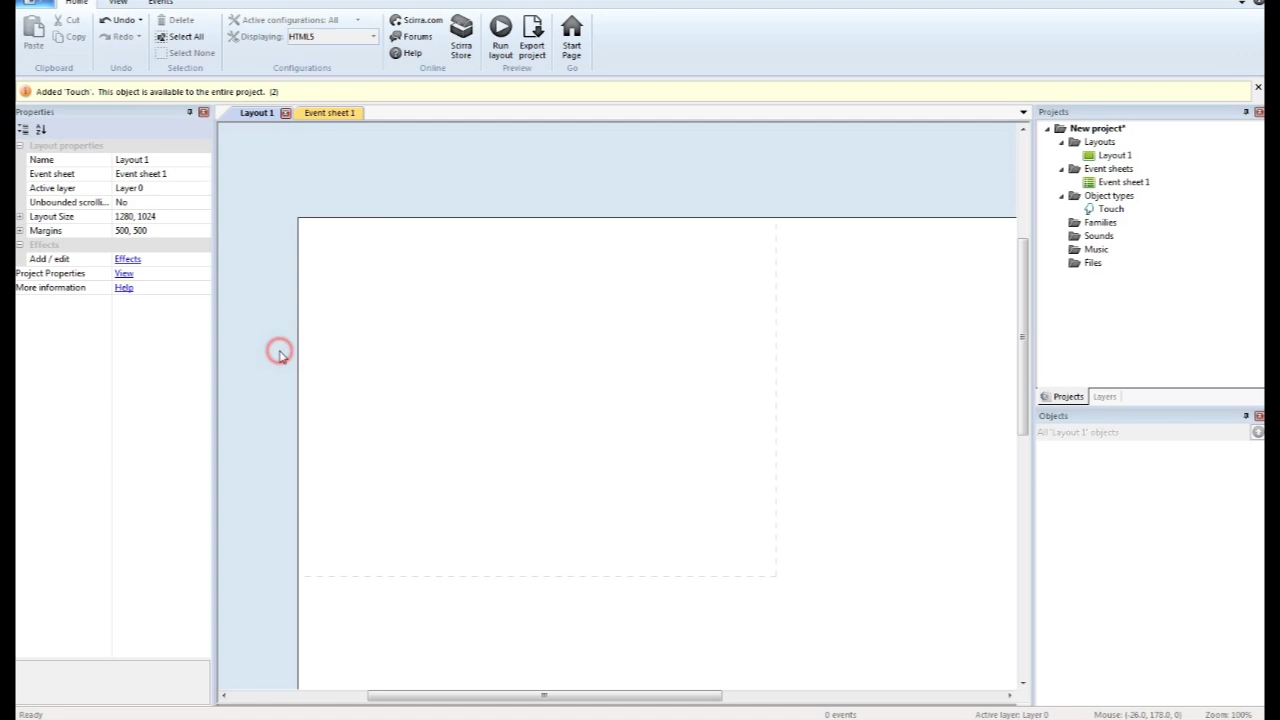 Home View Events
Paste Cut Copy Undo Redo Delete Select All Select None Active configurations: All Displaying: HTML5 Scirra.com Forums Help Scirra Store Run layout Export project Start Page
Clipboard Undo Selection Configurations Online Preview Go
Added 'Touch'. This object is available to the entire project. (2)
Properties
Layout properties
Name Layout 1
Event sheet Event sheet 1
Active layer Layer 0
Unbounded scrolli... No
Layout Size 1280, 1024
Margins 500, 500
Effects
Add / edit Effects
Project Properties View
More information Help
Layout 1 Event sheet 1
Projects
New project*
Layouts
Layout 1
Event sheets
Event sheet 1
Object types
Touch
Families
Sounds
Music
Files
Projects Layers
Objects
All 'Layout 1' objects
Ready 0 events Active layer: Layer 0 Mouse: (-26.0, 178.0, 0) Zoom: 100%